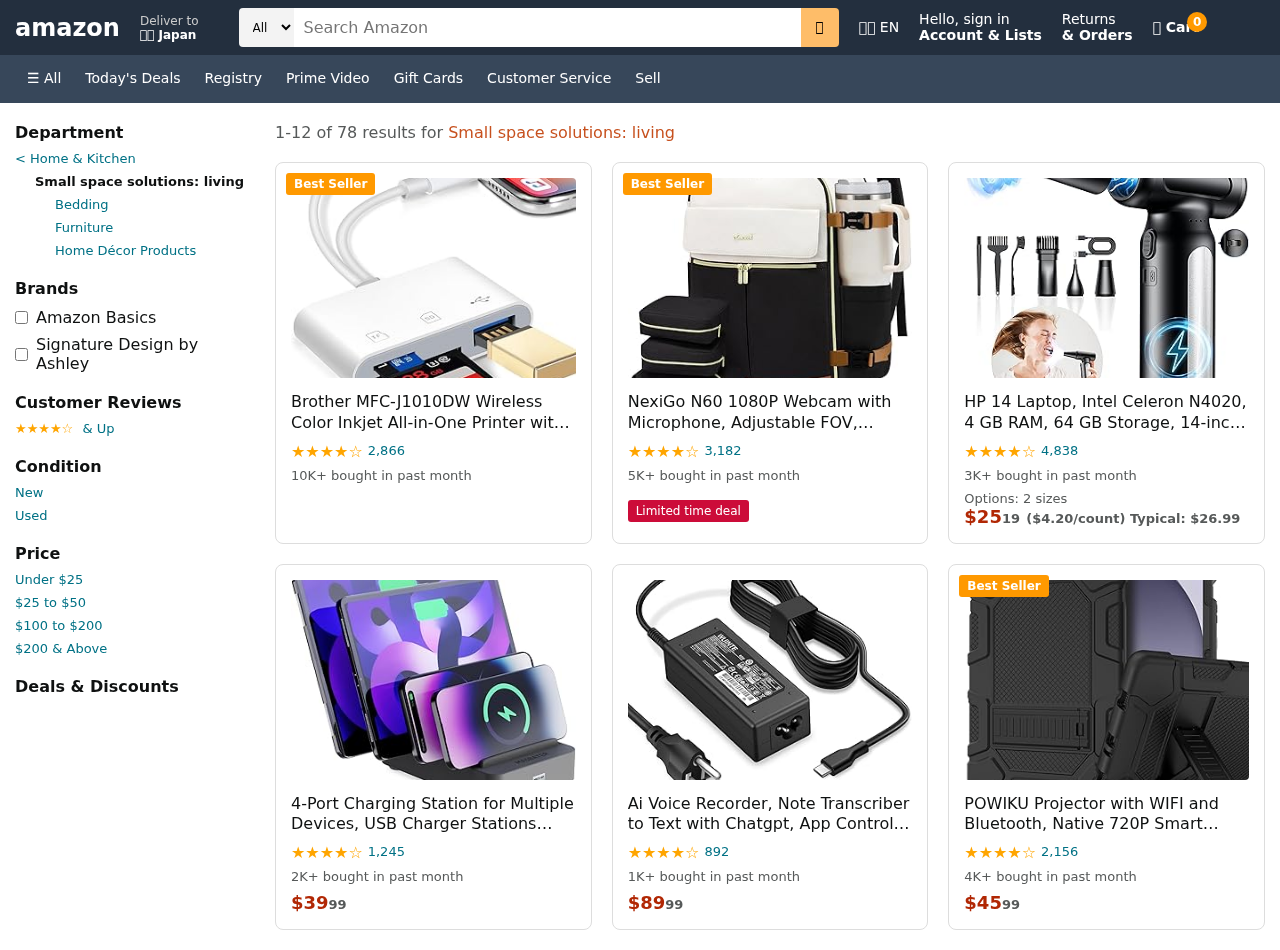 amazon
Deliver to
Japan
All
Search Amazon
EN
Hello, sign in
Account & Lists
Returns
& Orders
0
☰ All
Today's Deals
Registry
Prime Video
Gift Cards
Customer Service
Sell
Department
< Home & Kitchen
Small space solutions: living
Bedding
Furniture
Home Décor Products
Brands
Amazon Basics
Signature Design by
Ashley
Customer Reviews
★★★★☆ & Up
Condition
New
Used
Price
Under $25
$25 to $50
$100 to $200
$200 & Above
Deals & Discounts
1-12 of 78 results for Small space solutions: living
Best Seller
Brother MFC-J1010DW Wireless
Color Inkjet All-in-One Printer wit…
★★★★☆ 2,866
10K+ bought in past month
Best Seller
NexiGo N60 1080P Webcam with
Microphone, Adjustable FOV,…
★★★★☆ 3,182
5K+ bought in past month
Limited time deal
HP 14 Laptop, Intel Celeron N4020,
4 GB RAM, 64 GB Storage, 14-inc…
★★★★☆ 4,838
3K+ bought in past month
Options: 2 sizes
$25 19 ($4.20/count) Typical: $26.99
4-Port Charging Station for Multiple
Devices, USB Charger Stations…
★★★★☆ 1,245
2K+ bought in past month
$39 99
Ai Voice Recorder, Note Transcriber
to Text with Chatgpt, App Control…
★★★★☆ 892
1K+ bought in past month
$89 99
Best Seller
POWIKU Projector with WIFI and
Bluetooth, Native 720P Smart…
★★★★☆ 2,156
4K+ bought in past month
$45 99